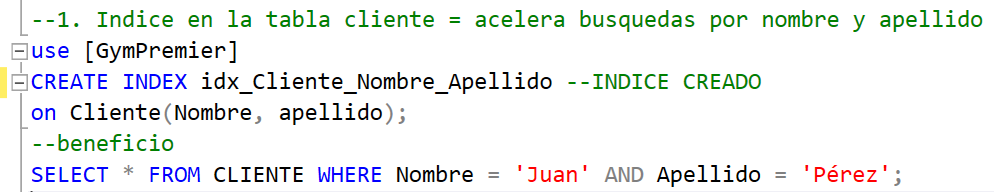 --1. Indice en la tabla cliente = acelera busquedas por nombre y apellido
use [GymPremier]
CREATE INDEX idx_Cliente_Nombre_Apellido --INDICE CREADO
on Cliente(Nombre, apellido);
--beneficio
SELECT * FROM CLIENTE WHERE Nombre = 'Juan' AND Apellido = 'Pérez';